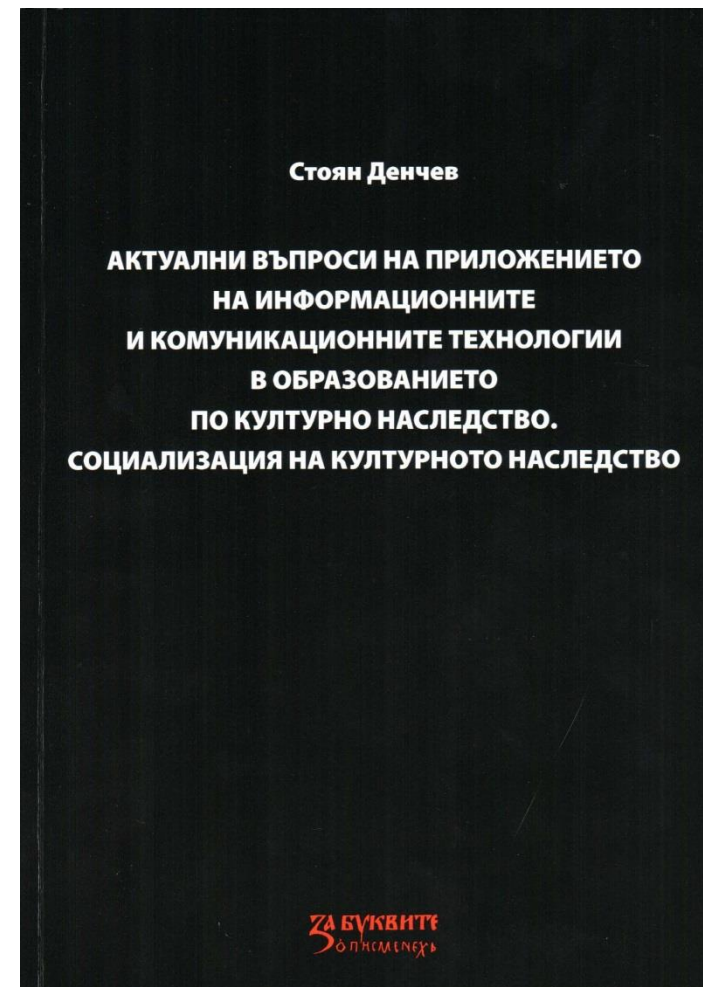 Стоян Денчев
АКТУАЛНИ ВЪПРОСИ НА ПРИЛОЖЕНИЕТО
НА ИНФОРМАЦИОННИТЕ
И КОМУНИКАЦИОННИТЕ ТЕХНОЛОГИИ
В ОБРАЗОВАНИЕТО
ПО КУЛТУРНО НАСЛЕДСТВО.
СОЦИАЛИЗАЦИЯ НА КУЛТУРНОТО НАСЛЕДСТВО
ЗА БУКВИТЕ
О ПИСМЕНЕХЬ